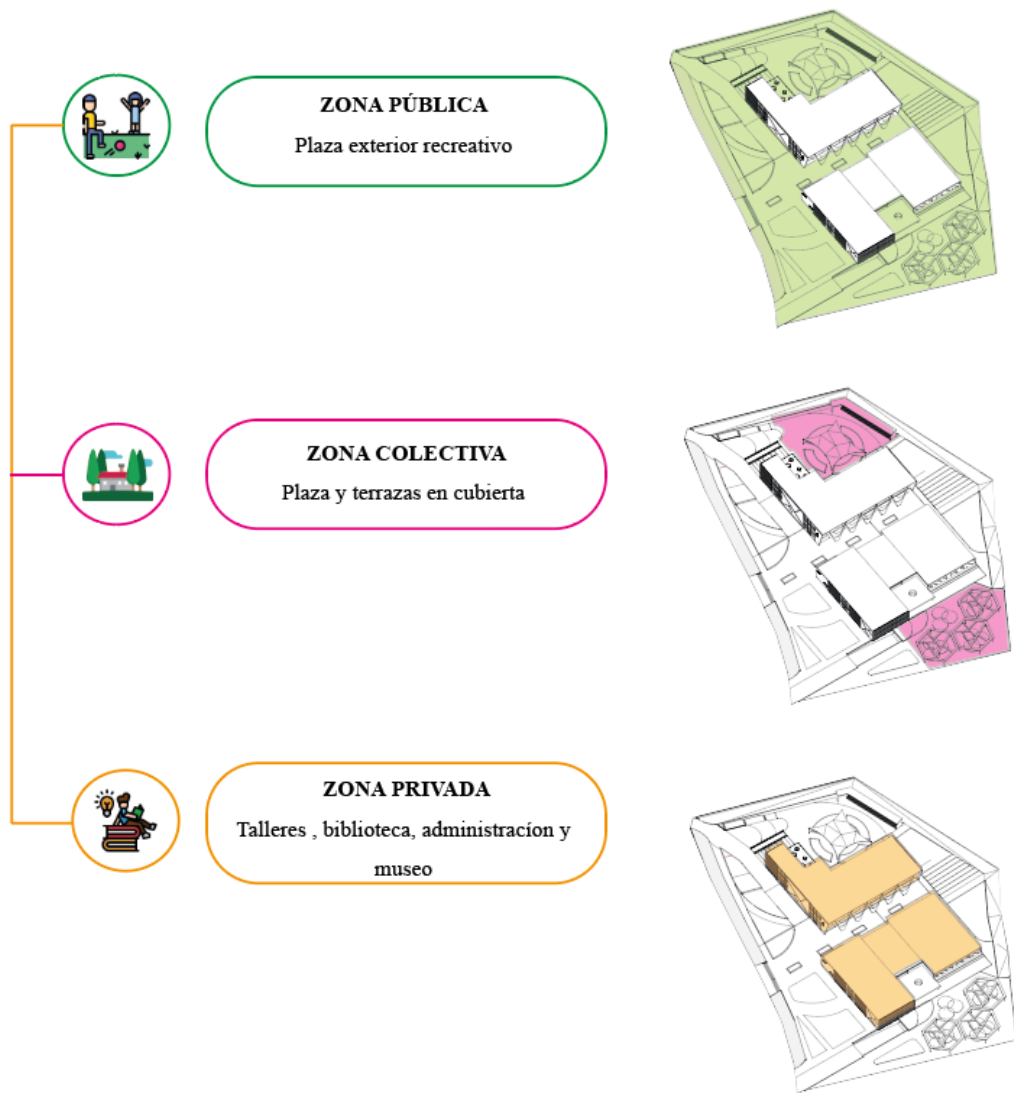 ZONA PÚBLICA
Plaza exterior recreativo
ZONA COLECTIVA
Plaza y terrazas en cubierta
ZONA PRIVADA
Talleres , biblioteca, administracíon y
museo